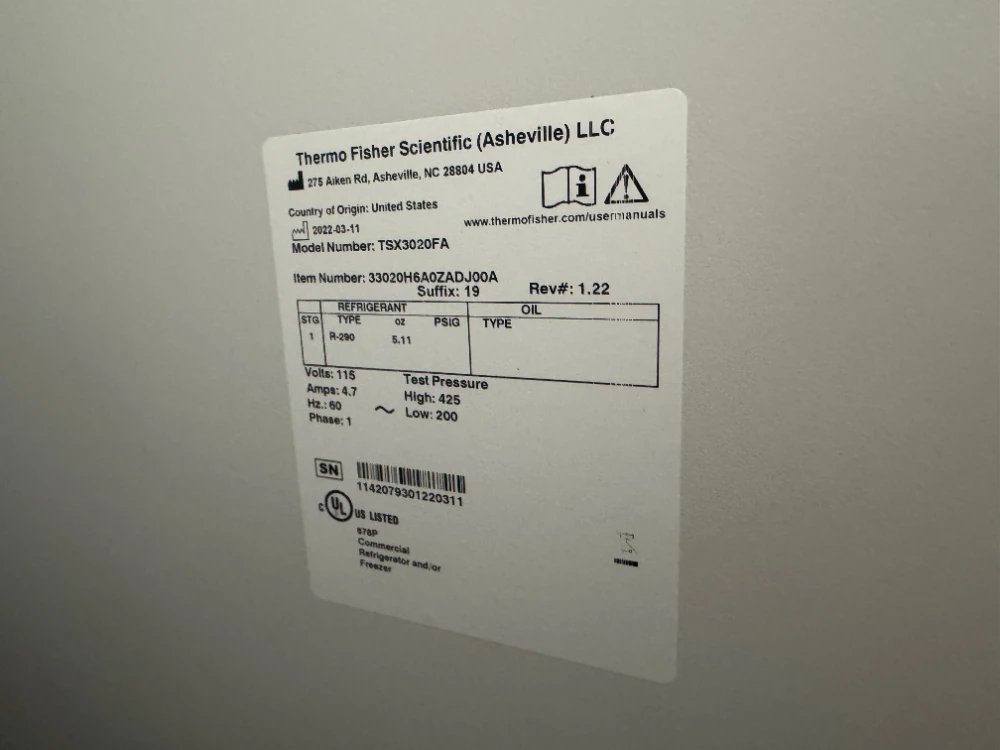 Thermo Fisher Scientific (Asheville) LLC
275 Aiken Rd, Asheville, NC 28804 USA
Country of Origin: United States
www.thermofisher.com/usermanuals
2022-03-11
Model Number: TSX3020FA
Item Number: 33020H6A0ZADJ00A
Suffix: 19 Rev#: 1.22
REFRIGERANT OIL
STG TYPE oz PSIG TYPE
1 R-290 5.11
Volts: 115 Test Pressure
Amps: 4.7 High: 425
Hz.: 60 Low: 200
Phase: 1
SN
1142079301220311
C UL US LISTED
678P
Commercial
Refrigerator and/or
Freezer